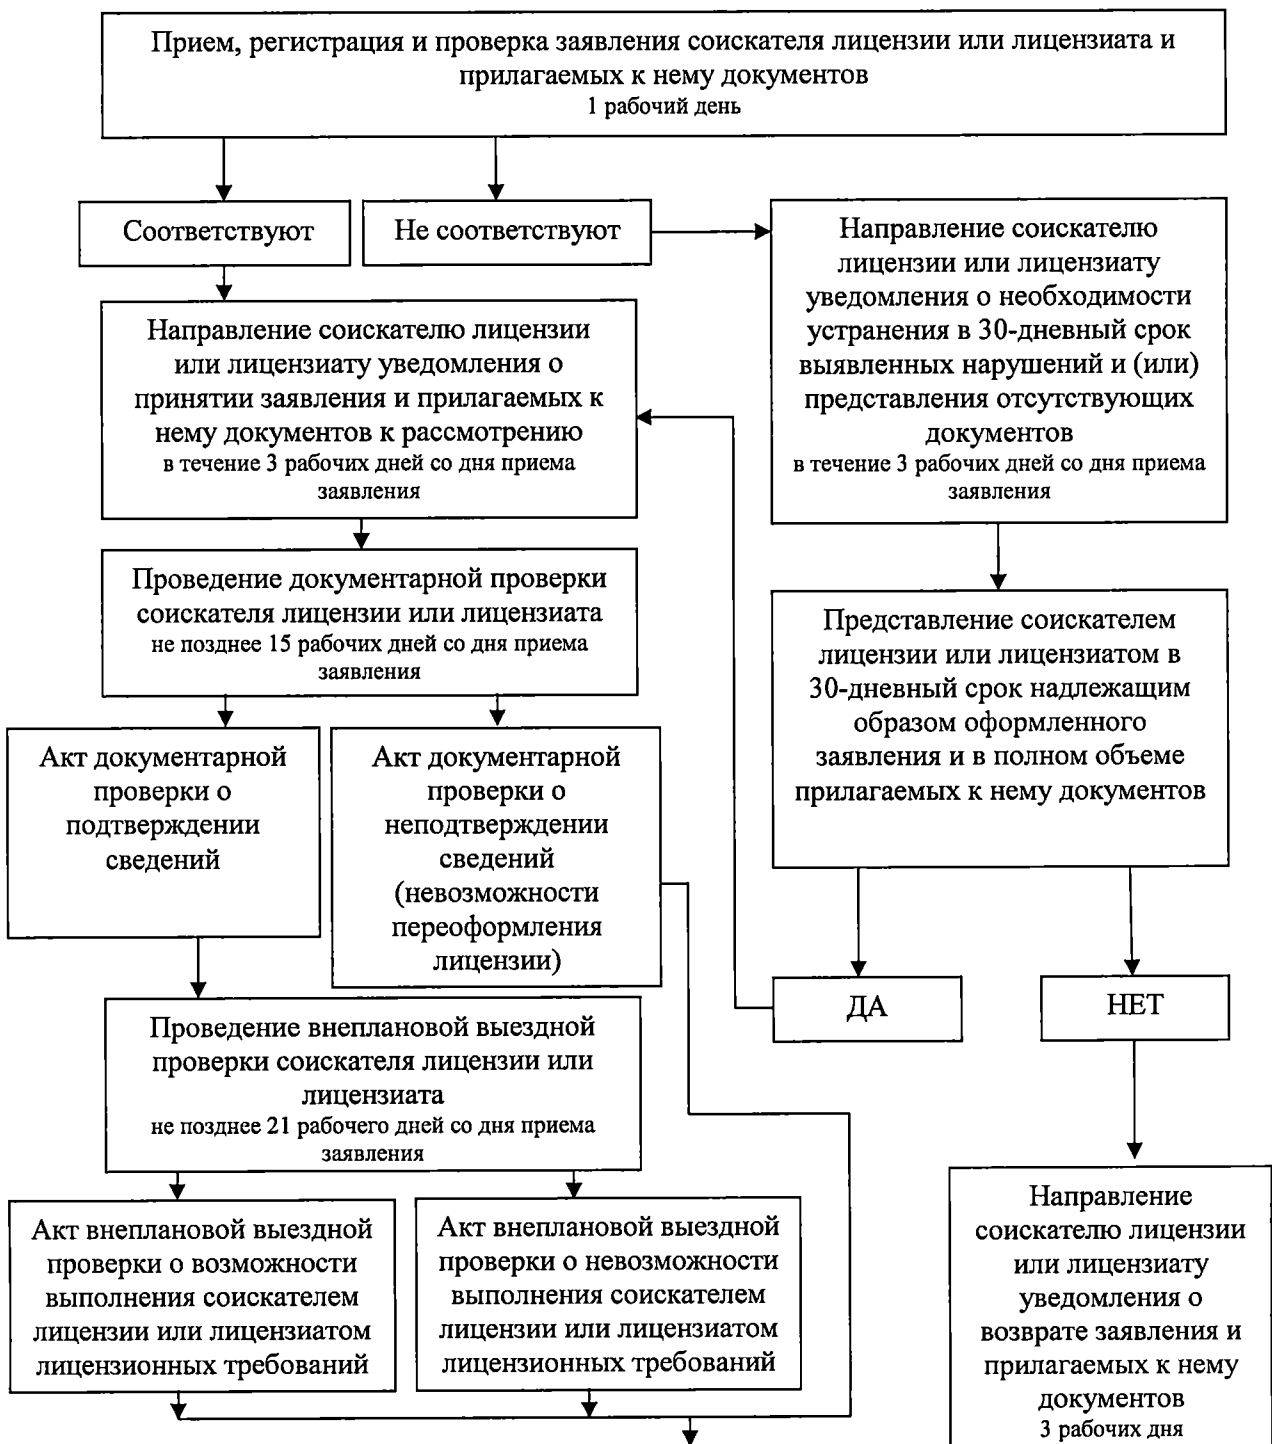 Прием, регистрация и проверка заявления соискателя лицензии или лицензиата и
прилагаемых к нему документов
1 рабочий день
Соответствуют
Не соответствуют
Направление соискателю
лицензии или лицензиату
уведомления о необходимости
устранения в 30-дневный срок
выявленных нарушений и (или)
представления отсутствующих
документов
в течение 3 рабочих дней со дня приема
заявления
Направление соискателю лицензии
или лицензиату уведомления о
принятии заявления и прилагаемых к
нему документов к рассмотрению
в течение 3 рабочих дней со дня приема
заявления
Проведение документарной проверки
соискателя лицензии или лицензиата
не позднее 15 рабочих дней со дня приема
заявления
Представление соискателем
лицензии или лицензиатом в
30-дневный срок надлежащим
образом оформленного
заявления и в полном объеме
прилагаемых к нему документов
Акт документарной
проверки о
подтверждении
сведений
Акт документарной
проверки о
неподтверждении
сведений
(невозможности
переоформления
лицензии)
ДА
НЕТ
Проведение внеплановой выездной
проверки соискателя лицензии или
лицензиата
не позднее 21 рабочего дней со дня приема
заявления
Акт внеплановой выездной
проверки о возможности
выполнения соискателем
лицензии или лицензиатом
лицензионных требований
Акт внеплановой выездной
проверки о невозможности
выполнения соискателем
лицензии или лицензиатом
лицензионных требований
Направление
соискателю лицензии
или лицензиату
уведомления о
возврате заявления и
прилагаемых к нему
документов
3 рабочих дня